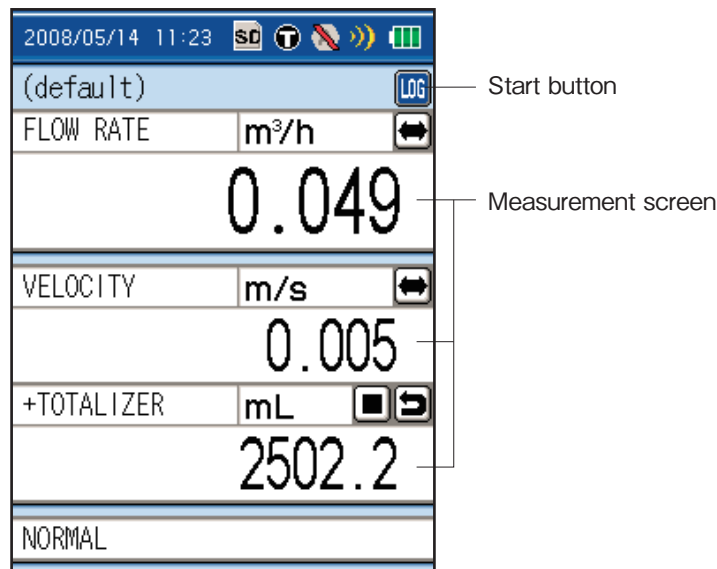 2008/05/14 11:23 SD T
(default) LOG Start button
FLOW RATE m³/h
0.049 Measurement screen
VELOCITY m/s
0.005
+TOTALIZER mL
2502.2
NORMAL